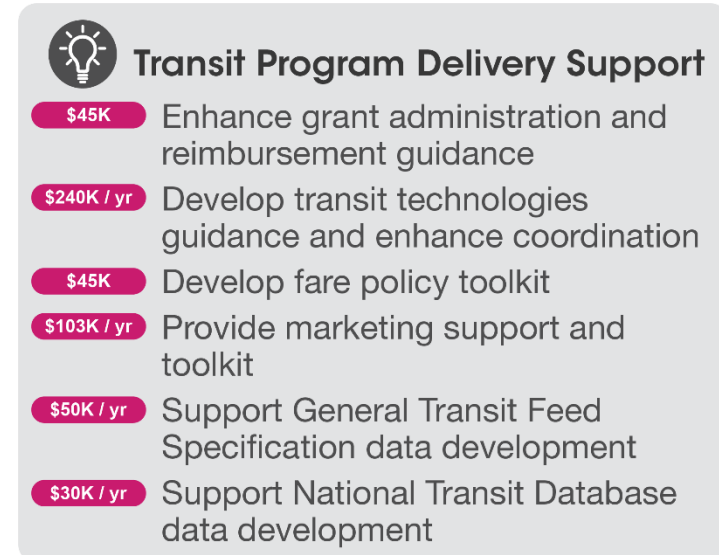 Transit Program Delivery Support
$45K Enhance grant administration and
reimbursement guidance
$240K / yr Develop transit technologies
guidance and enhance coordination
$45K Develop fare policy toolkit
$103K / yr Provide marketing support and
toolkit
$50K / yr Support General Transit Feed
Specification data development
$30K / yr Support National Transit Database
data development